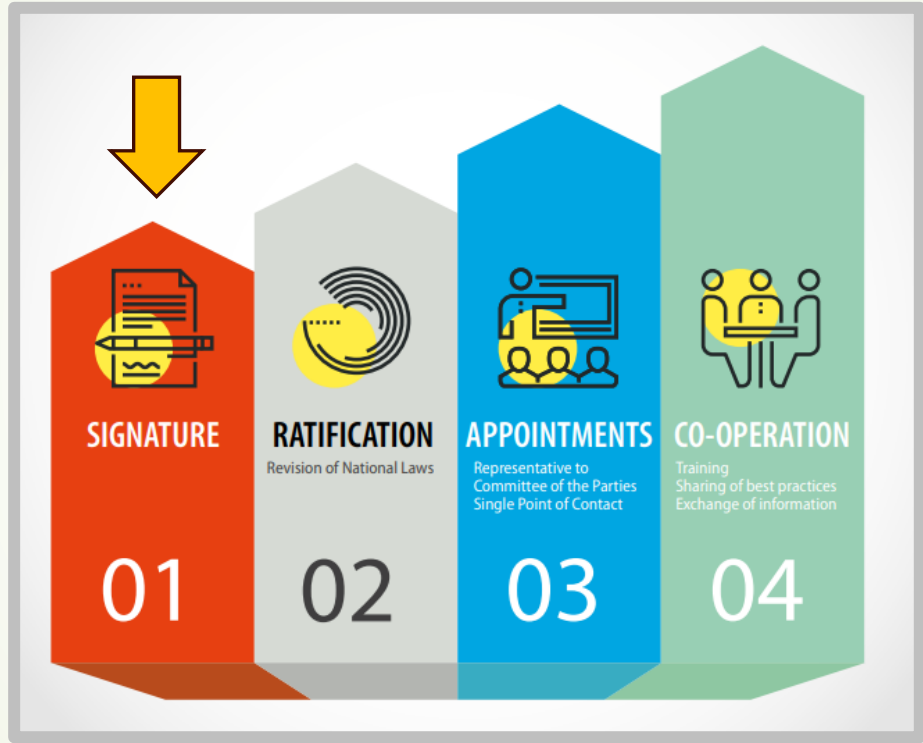 SIGNATURE
01
RATIFICATION
Revision of National Laws
02
APPOINTMENTS
Representative to
Committee of the Parties
Single Point of Contact
03
CO-OPERATION
Training
Sharing of best practices
Exchange of information
04